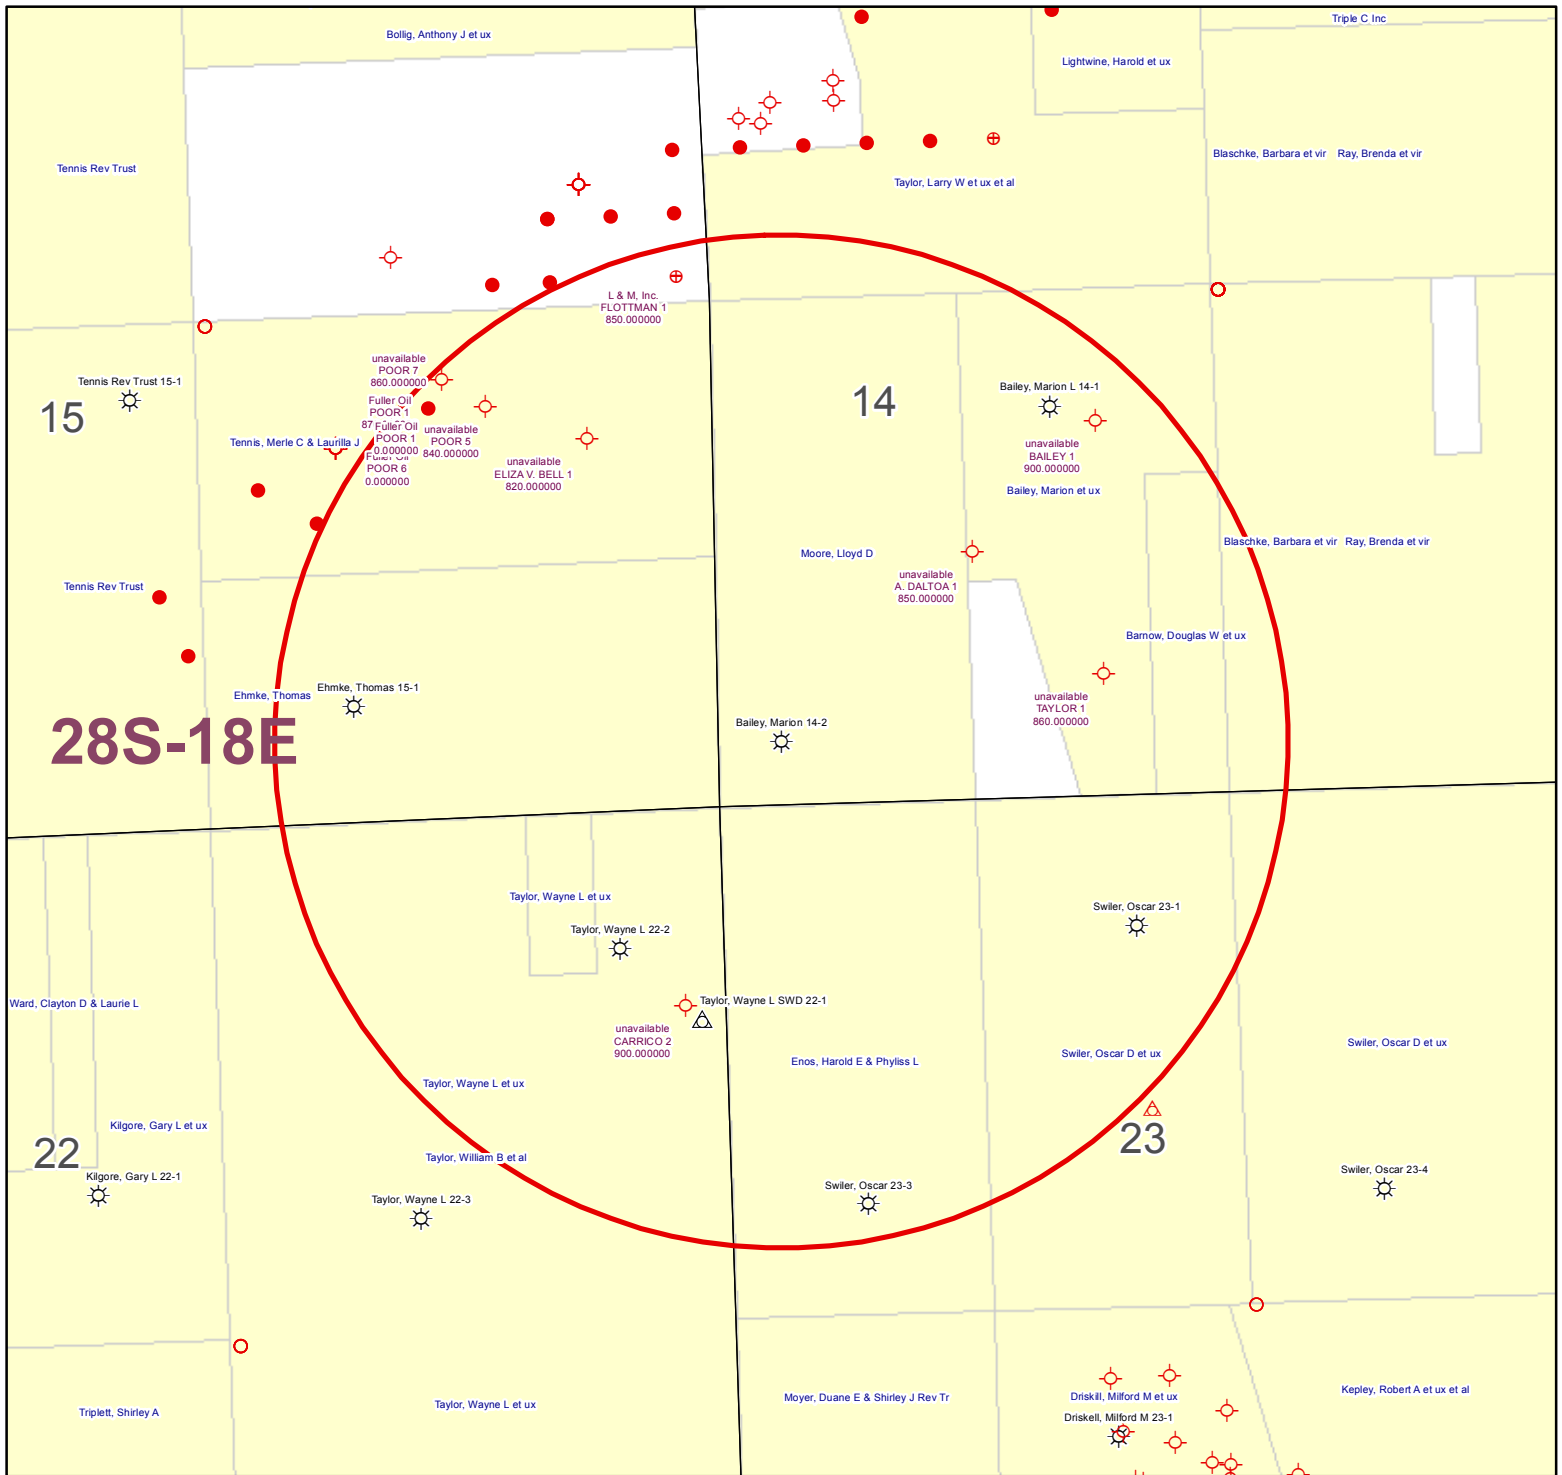 Triple C Inc
Bollig, Anthony J et ux
Lightwine, Harold et ux
Blaschke, Barbara et vir Ray, Brenda et vir
Tennis Rev Trust
Taylor, Larry W et ux et al
L & M, Inc.
FLOTTMAN 1
850.000000
unavailable
POOR 7
860.000000
Tennis Rev Trust 15-1
15
Fuller Oil
POOR 1
Fuller Oil
POOR 1
0.000000
POOR 6
0.000000
unavailable
POOR 5
840.000000
Tennis, Merle C & Laurilla J
unavailable
ELIZA V. BELL 1
820.000000
14
Bailey, Marion L 14-1
unavailable
BAILEY 1
900.000000
Bailey, Marion et ux
Moore, Lloyd D
Blaschke, Barbara et vir Ray, Brenda et vir
Tennis Rev Trust
unavailable
A. DALTOA 1
850.000000
Barnow, Douglas W et ux
Ehmke, Thomas
Ehmke, Thomas 15-1
unavailable
TAYLOR 1
860.000000
28S-18E
Bailey, Marion 14-2
Taylor, Wayne L et ux
Swiler, Oscar 23-1
Taylor, Wayne L 22-2
Ward, Clayton D & Laurie L
Taylor, Wayne L SWD 22-1
unavailable
CARRICO 2
900.000000
Enos, Harold E & Phyliss L
Swiler, Oscar D et ux
Swiler, Oscar D et ux
Taylor, Wayne L et ux
Kilgore, Gary L et ux
22
23
Taylor, William B et al
Kilgore, Gary L 22-1
Taylor, Wayne L 22-3
Swiler, Oscar 23-3
Swiler, Oscar 23-4
Triplett, Shirley A
Taylor, Wayne L et ux
Moyer, Duane E & Shirley J Rev Tr
Driskill, Milford M et ux
Driskell, Milford M 23-1
Kepley, Robert A et ux et al